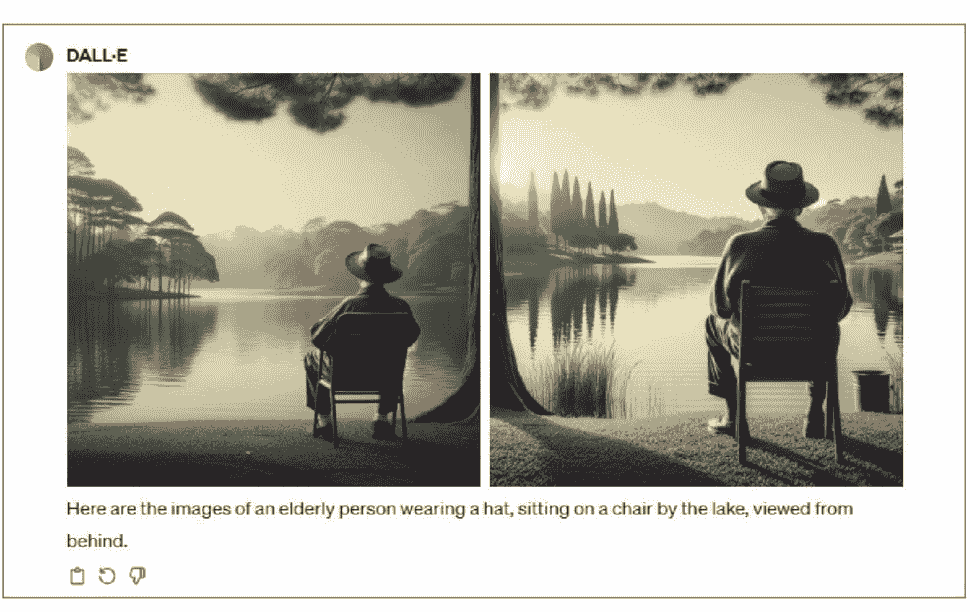 DALL·E
Here are the images of an elderly person wearing a hat, sitting on a chair by the lake, viewed from
behind.